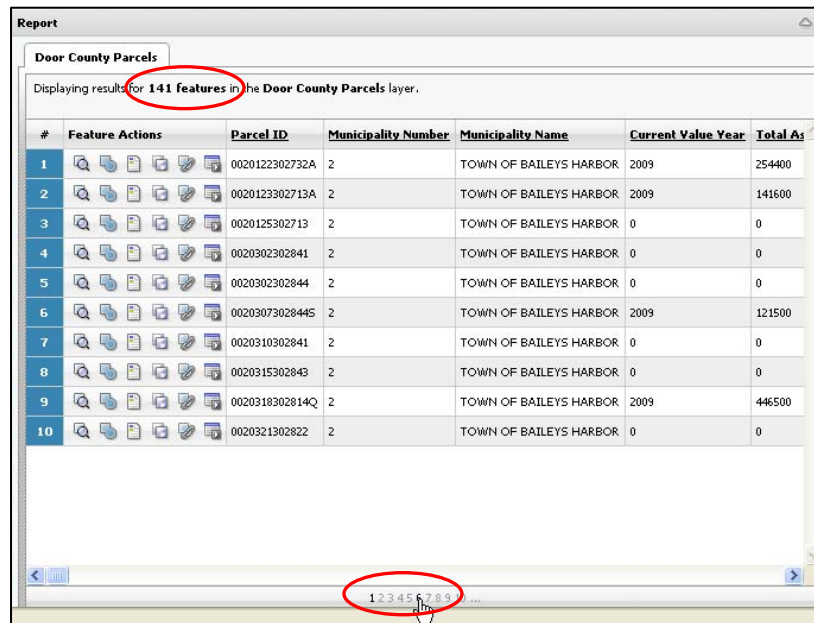 Report
Door County Parcels
Displaying results for 141 features in the Door County Parcels layer.
# Feature Actions Parcel ID Municipality Number Municipality Name Current Value Year Total As
1 0020122302732A 2 TOWN OF BAILEYS HARBOR 2009 254400
2 0020123302713A 2 TOWN OF BAILEYS HARBOR 2009 141600
3 0020125302713 2 TOWN OF BAILEYS HARBOR 0 0
4 0020302302841 2 TOWN OF BAILEYS HARBOR 0 0
5 0020302302844 2 TOWN OF BAILEYS HARBOR 0 0
6 0020307302844S 2 TOWN OF BAILEYS HARBOR 2009 121500
7 0020310302841 2 TOWN OF BAILEYS HARBOR 0 0
8 0020315302843 2 TOWN OF BAILEYS HARBOR 0 0
9 0020318302814Q 2 TOWN OF BAILEYS HARBOR 2009 446500
10 0020321302822 2 TOWN OF BAILEYS HARBOR 0 0
1 2 3 4 5 6 7 8 9 ...